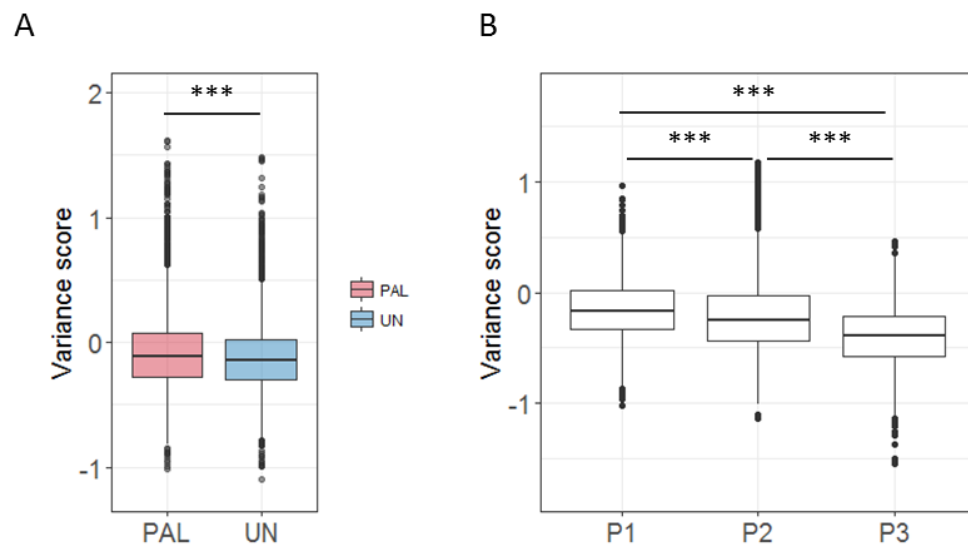 A
B
Variance score
2
1
0
-1
***
PAL
UN
PAL
UN
Variance score
1
0
-1
***
***
***
P1
P2
P3